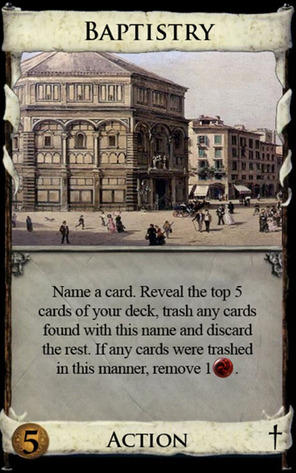 BAPTISTRY
Name a card. Reveal the top 5
cards of your deck, trash any cards
found with this name and discard
the rest. If any cards were trashed
in this manner, remove 1 .
5 ACTION †